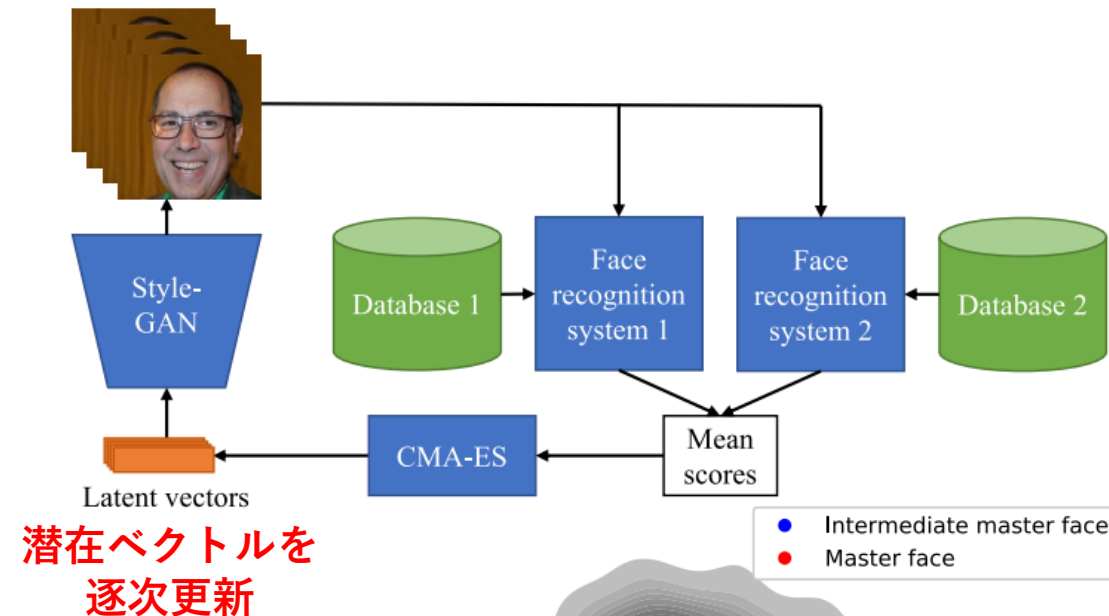 Style-
GAN
Database 1
Face
recognition
system 1
Face
recognition
system 2
Database 2
CMA-ES
Mean
scores
Latent vectors
潜在ベクトルを
逐次更新
Intermediate master face
Master face